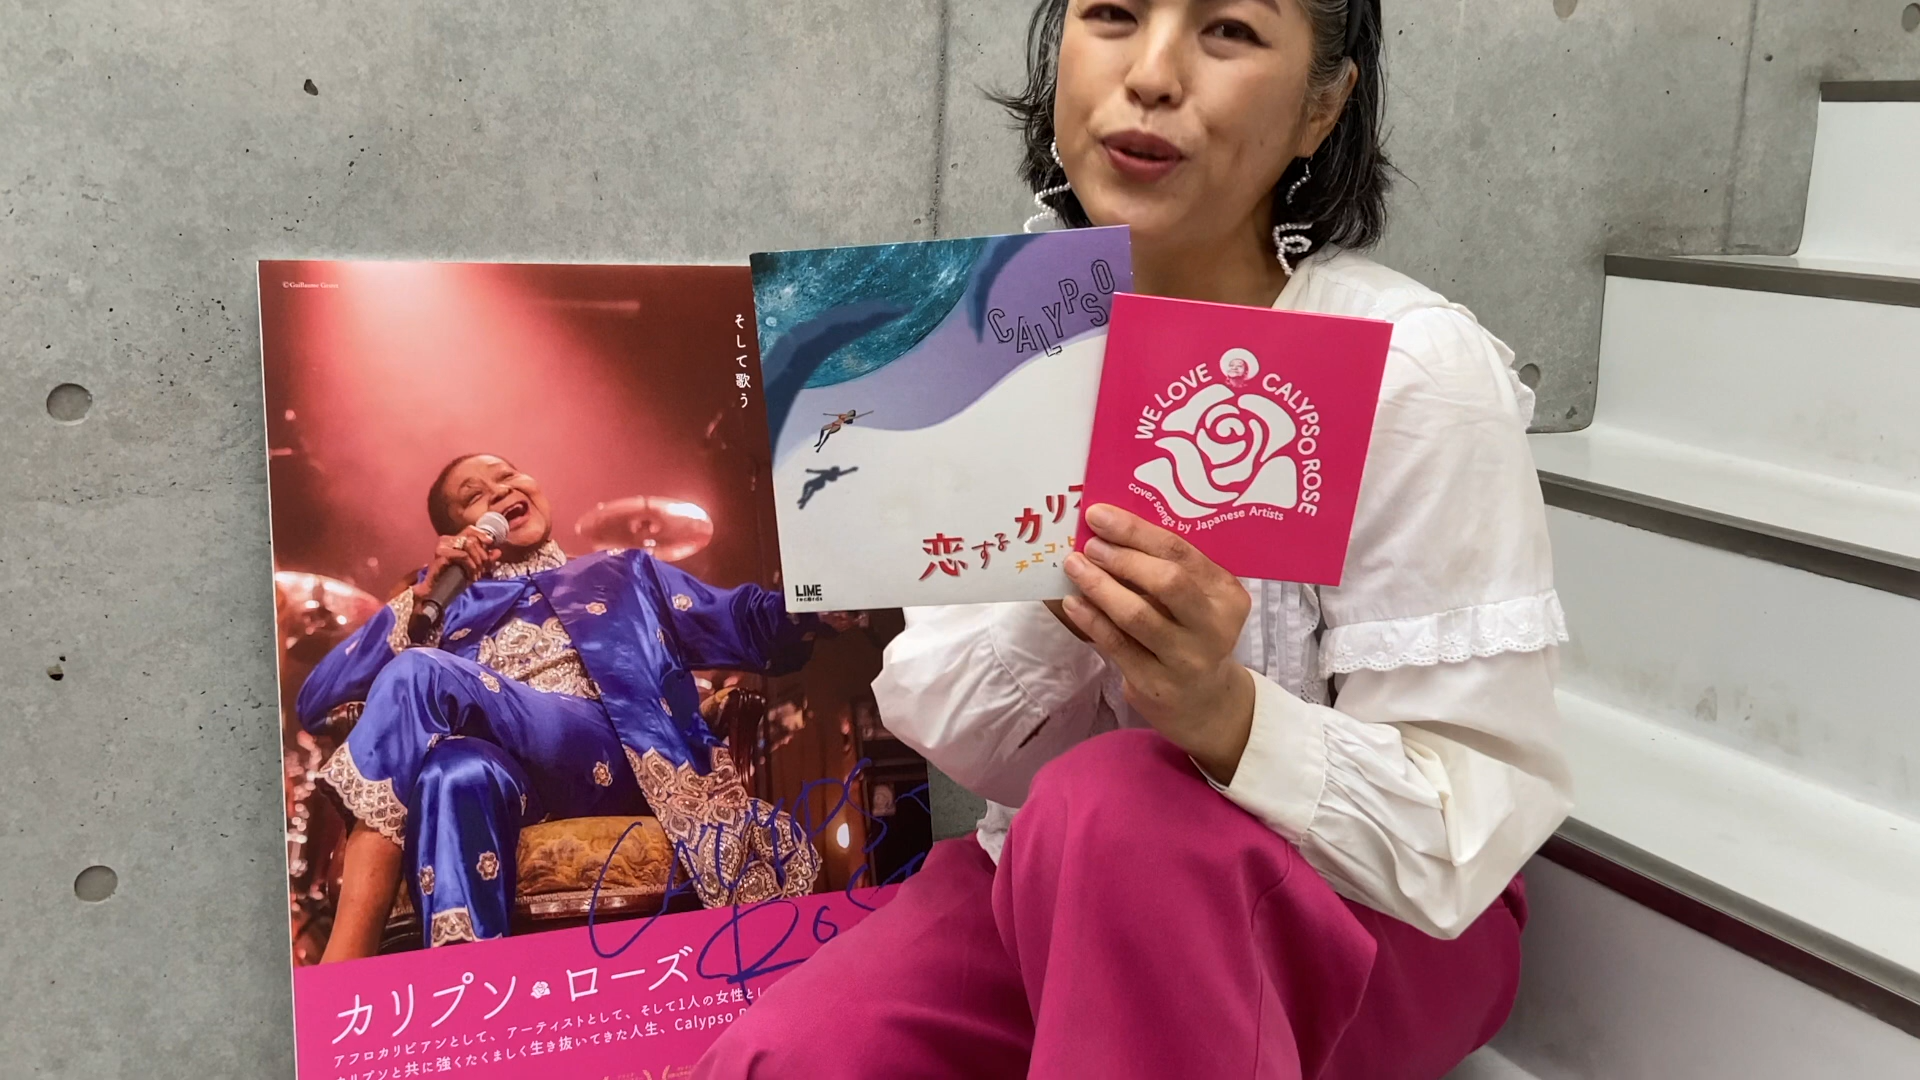 ©Guillaume Groux
そして歌う
CALYPSO
恋するカリ
チエコ・ビ
LIME
records
WE LOVE CALYPSO ROSE
cover songs by Japanese Artists
Calypso
Rose
カリプソ・ローズ
アフロカリビアンとして、アーティストとして、そして1人の女性とし
カリプソと共に強くたくましく生き抜いてきた人生、Calypso